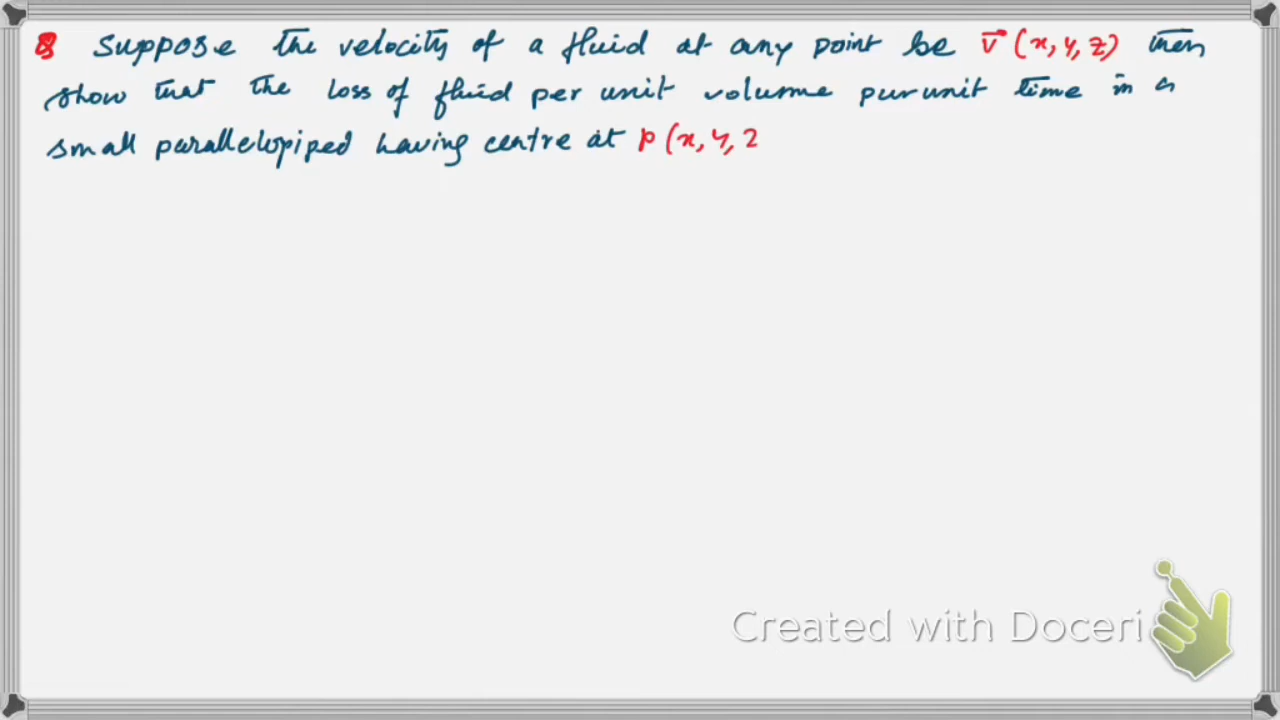 Q Suppose the velocity of a fluid at any point be v⃗ (x, y, z) then
show that the loss of fluid per unit volume per unit time in a
small parallelopiped having centre at P (x, y, z
Created with Doceri